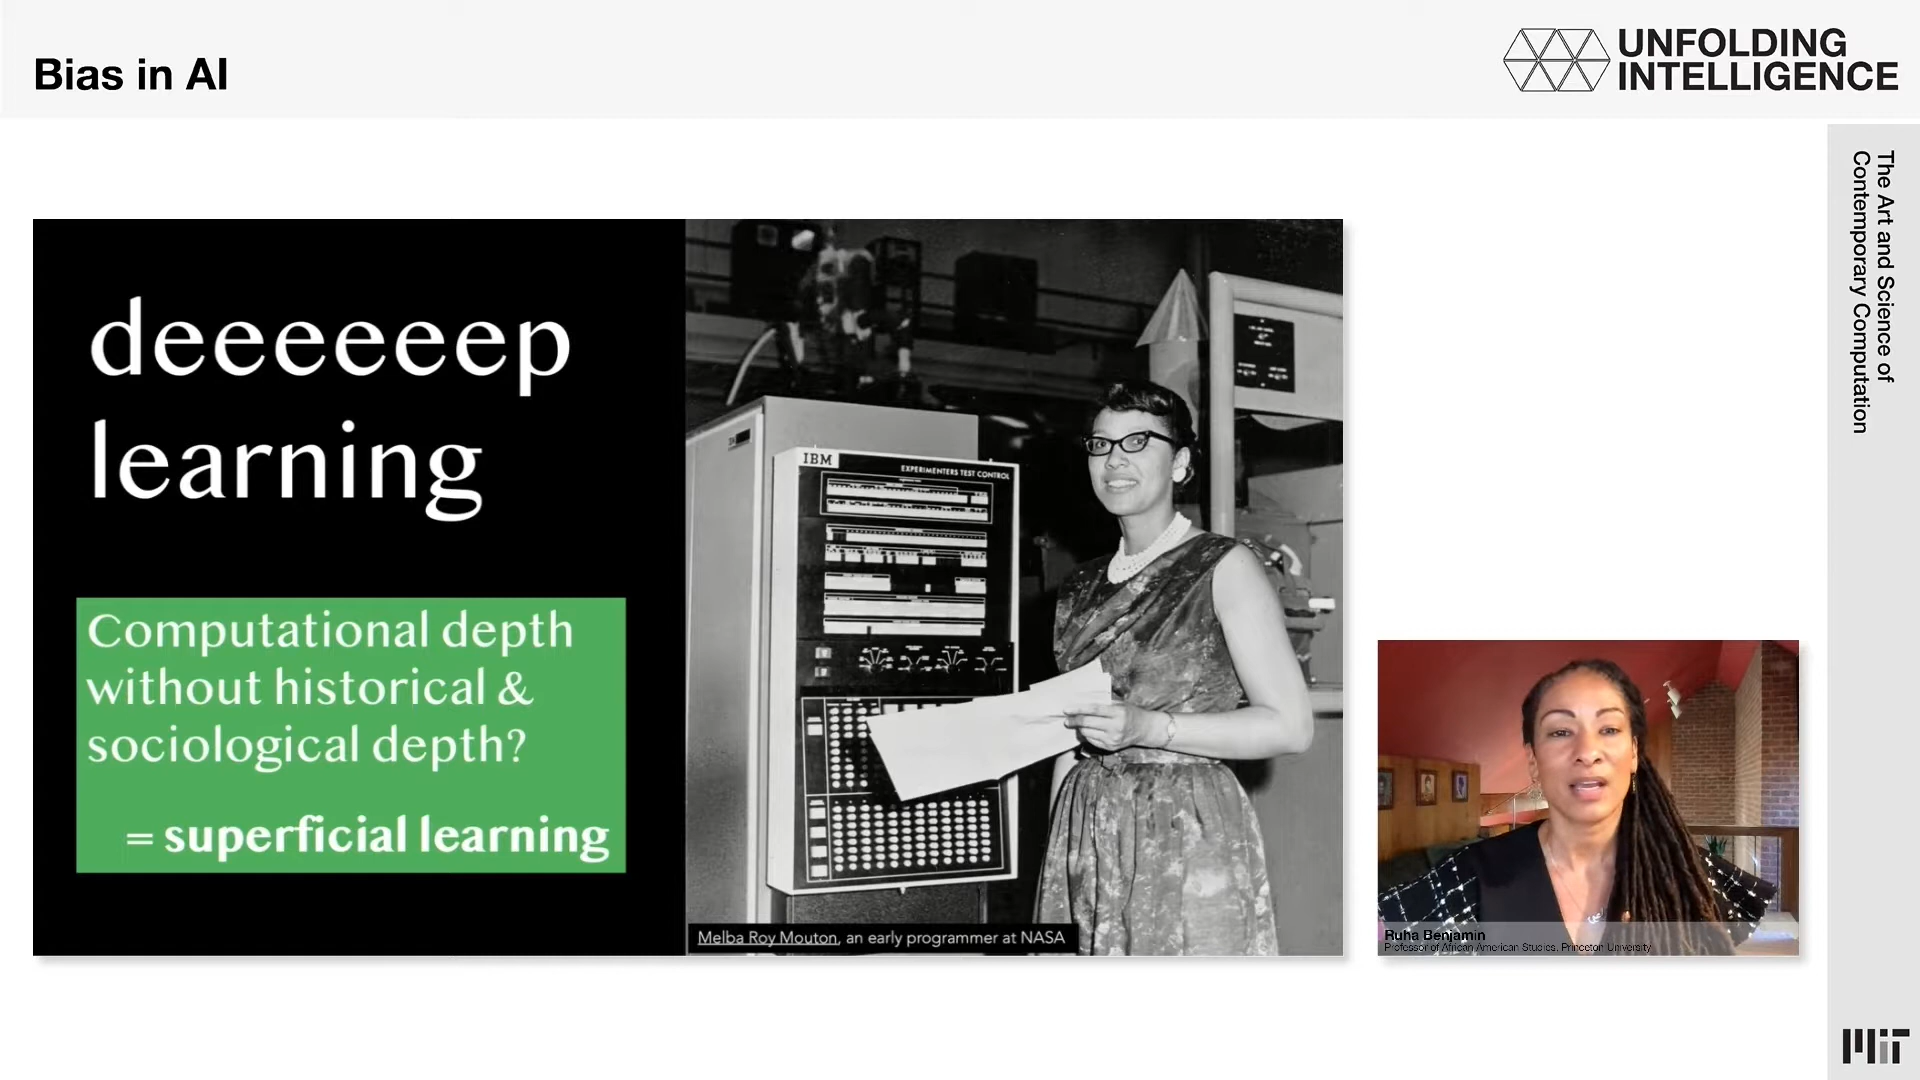 Bias in AI
UNFOLDING
INTELLIGENCE
The Art and Science of
Contemporary Computation
deeeeeep
learning
Computational depth
without historical &
sociological depth?
= superficial learning
IBM
EXPERIMENTERS TEST CONTROL
Melba Roy Mouton, an early programmer at NASA
Ruha Benjamin
Professor of African American Studies, Princeton University
MIT